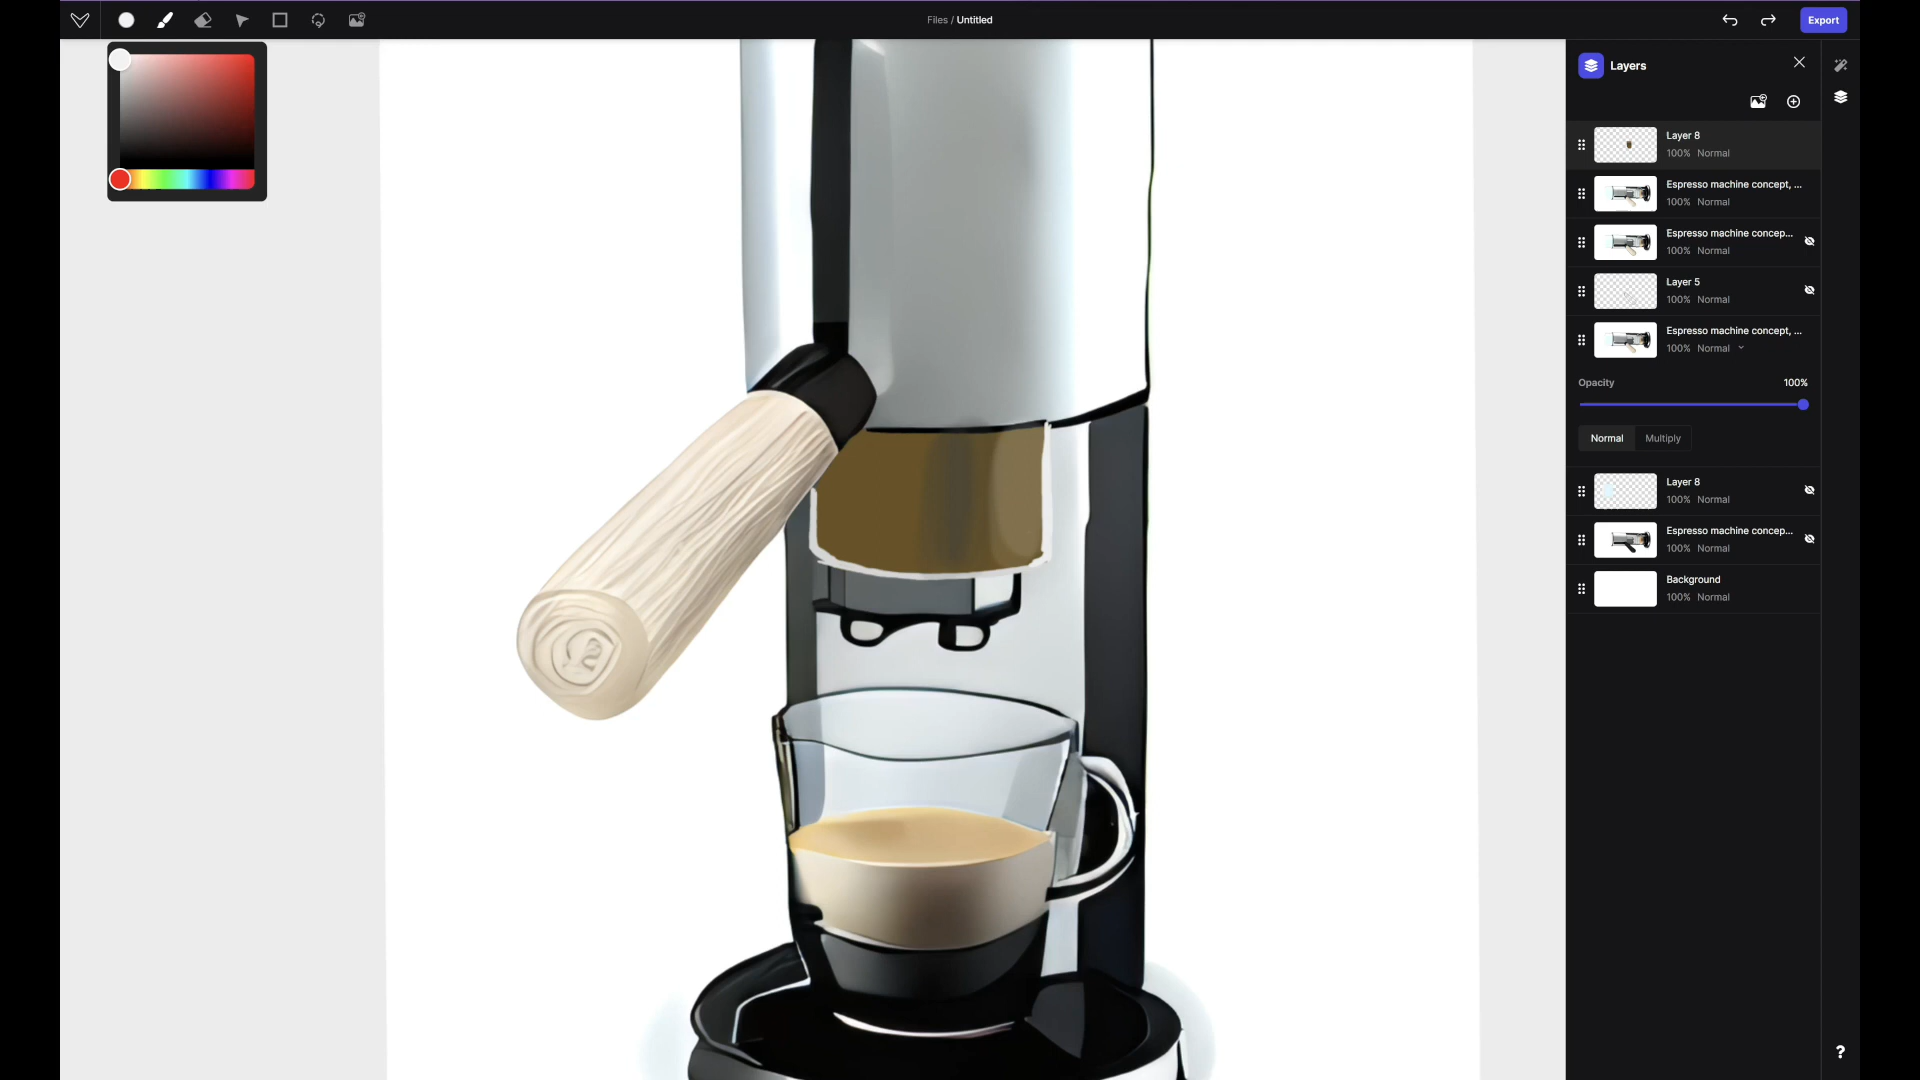 Files / Untitled
Export
Layers
Layer 8
100% Normal
Espresso machine concept, ...
100% Normal
Espresso machine concep...
100% Normal
Layer 5
100% Normal
Espresso machine concept, ...
100% Normal
Opacity 100%
Normal Multiply
Layer 8
100% Normal
Espresso machine concep...
100% Normal
Background
100% Normal
?